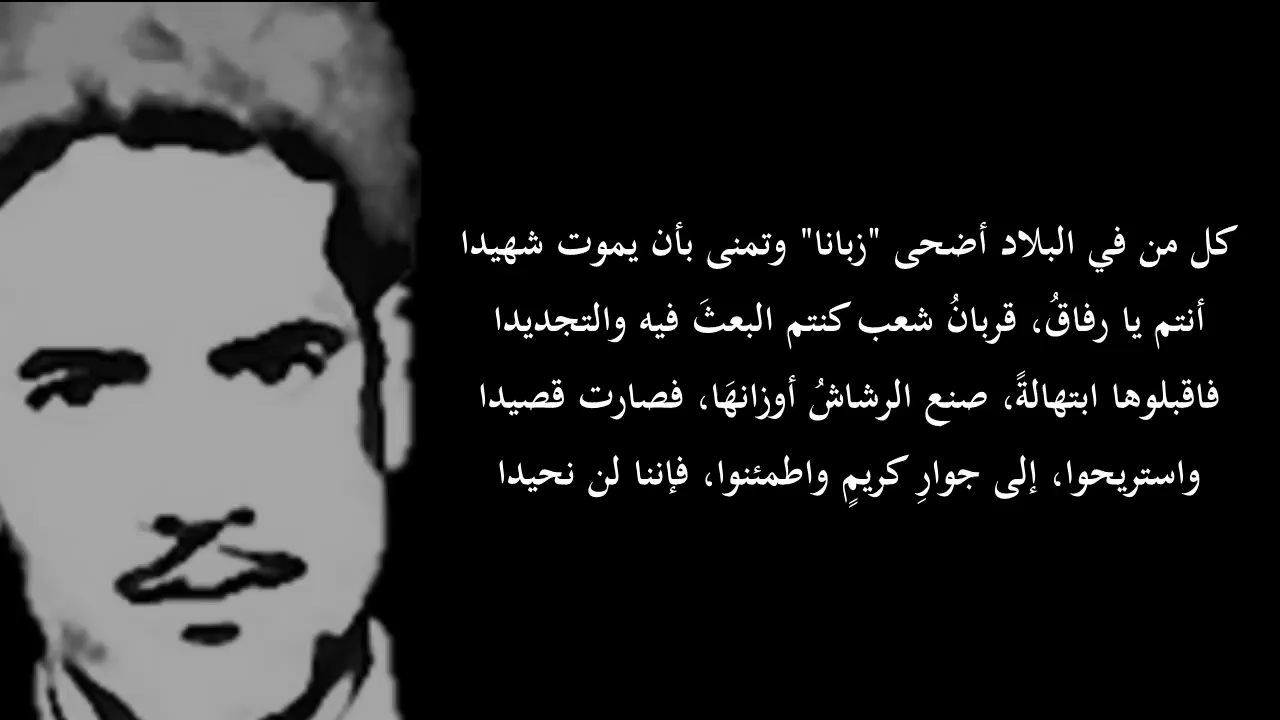 كل من في البلاد أضحى "زبانا" وتمنى بأن يموت شهيدا
أنتم يا رفاقُ، قربانُ شعب كنتم البعثَ فيه والتجديدا
فاقبلوها ابتهالةً، صنع الرشاشُ أوزانهَا، فصارت قصيدا
واستريحوا، إلى جوارِ كريمٍ واطمئنوا، فإننا لن نحيدا